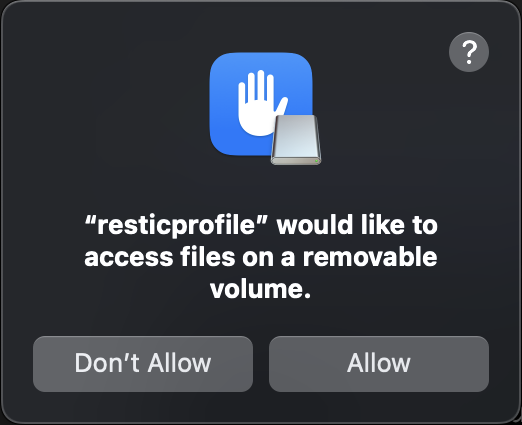 ?
“resticprofile” would like to
access files on a removable
volume.
Don’t Allow
Allow